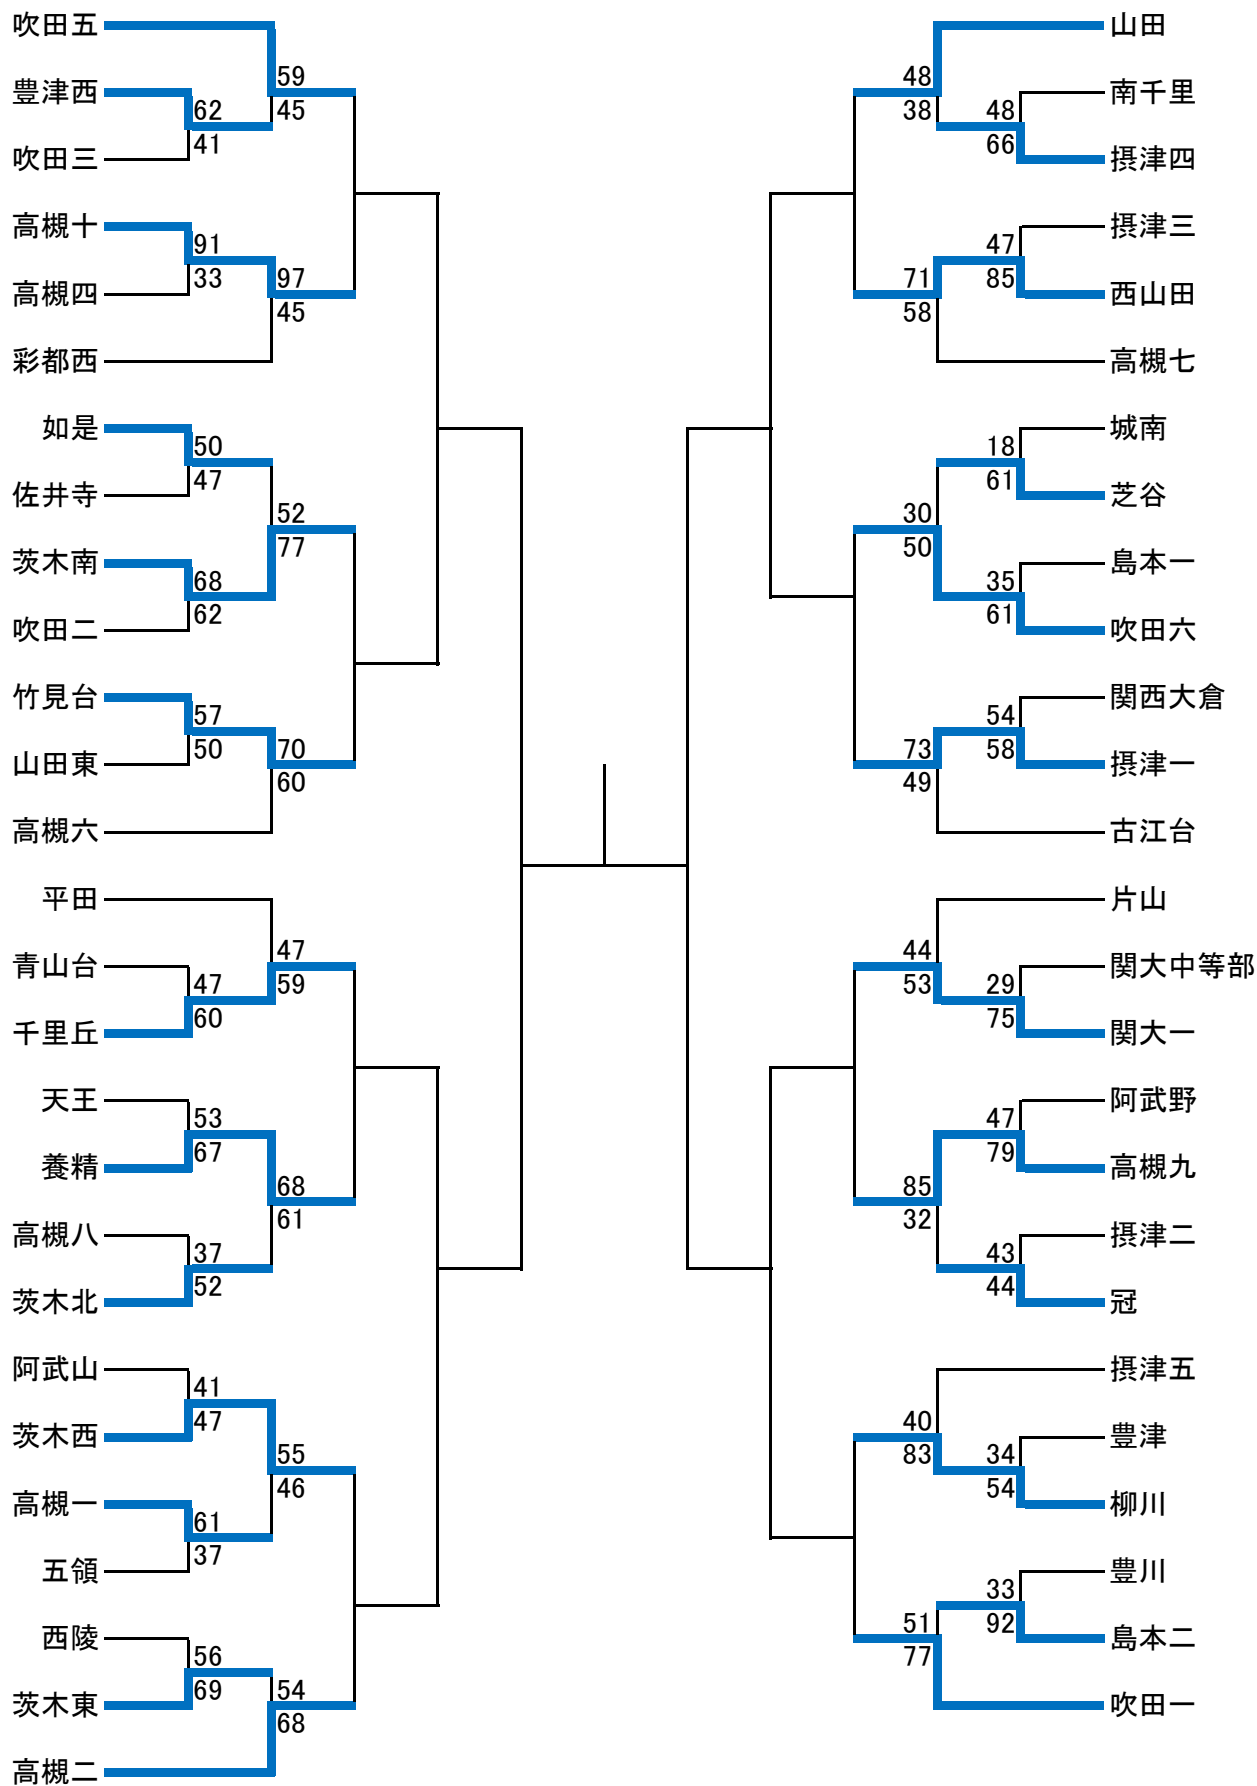 吹田五
豊津西
吹田三
高槻十
高槻四
彩都西
如是
佐井寺
茨木南
吹田二
竹見台
山田東
高槻六
平田
青山台
千里丘
天王
養精
高槻八
茨木北
阿武山
茨木西
高槻一
五領
西陵
茨木東
高槻二
62
41
91
33
50
47
68
62
57
50
47
60
53
67
37
52
41
47
61
37
56
69
59
45
97
45
52
77
70
60
47
59
68
61
55
46
54
68
48
38
71
58
30
50
73
49
44
53
85
32
40
83
51
77
48
66
47
85
18
61
35
61
54
58
29
75
47
79
43
44
34
54
33
92
山田
南千里
摂津四
摂津三
西山田
高槻七
城南
芝谷
島本一
吹田六
関西大倉
摂津一
古江台
片山
関大中等部
関大一
阿武野
高槻九
摂津二
冠
摂津五
豊津
柳川
豊川
島本二
吹田一